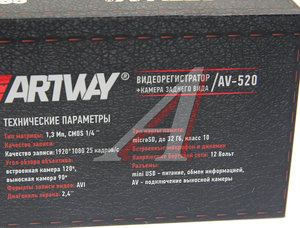 ARTWAY
ВИДЕОРЕГИСТРАТОР
+КАМЕРА ЗАДНЕГО ВИДА
/AV-520
ТЕХНИЧЕСКИЕ ПАРАМЕТРЫ
Тип матрицы: 1,3 Мп, CMOS 1/4"
Качество записи:
Качество записи: 1920*1080 25 кадров/с
Угол обзора объектива:
встроенная камера 120°,
выносная камера 90°
Форматы записи видео: AVI
Диагональ экрана: 2,4"
microSD, до 32 Гб, класс 10
Встроенные микрофон и динамик
Напряжение бортовой сети: 12 Вольт
Разъемы:
mini USB - питание, обмен информацией,
AV - подключение выносной камеры